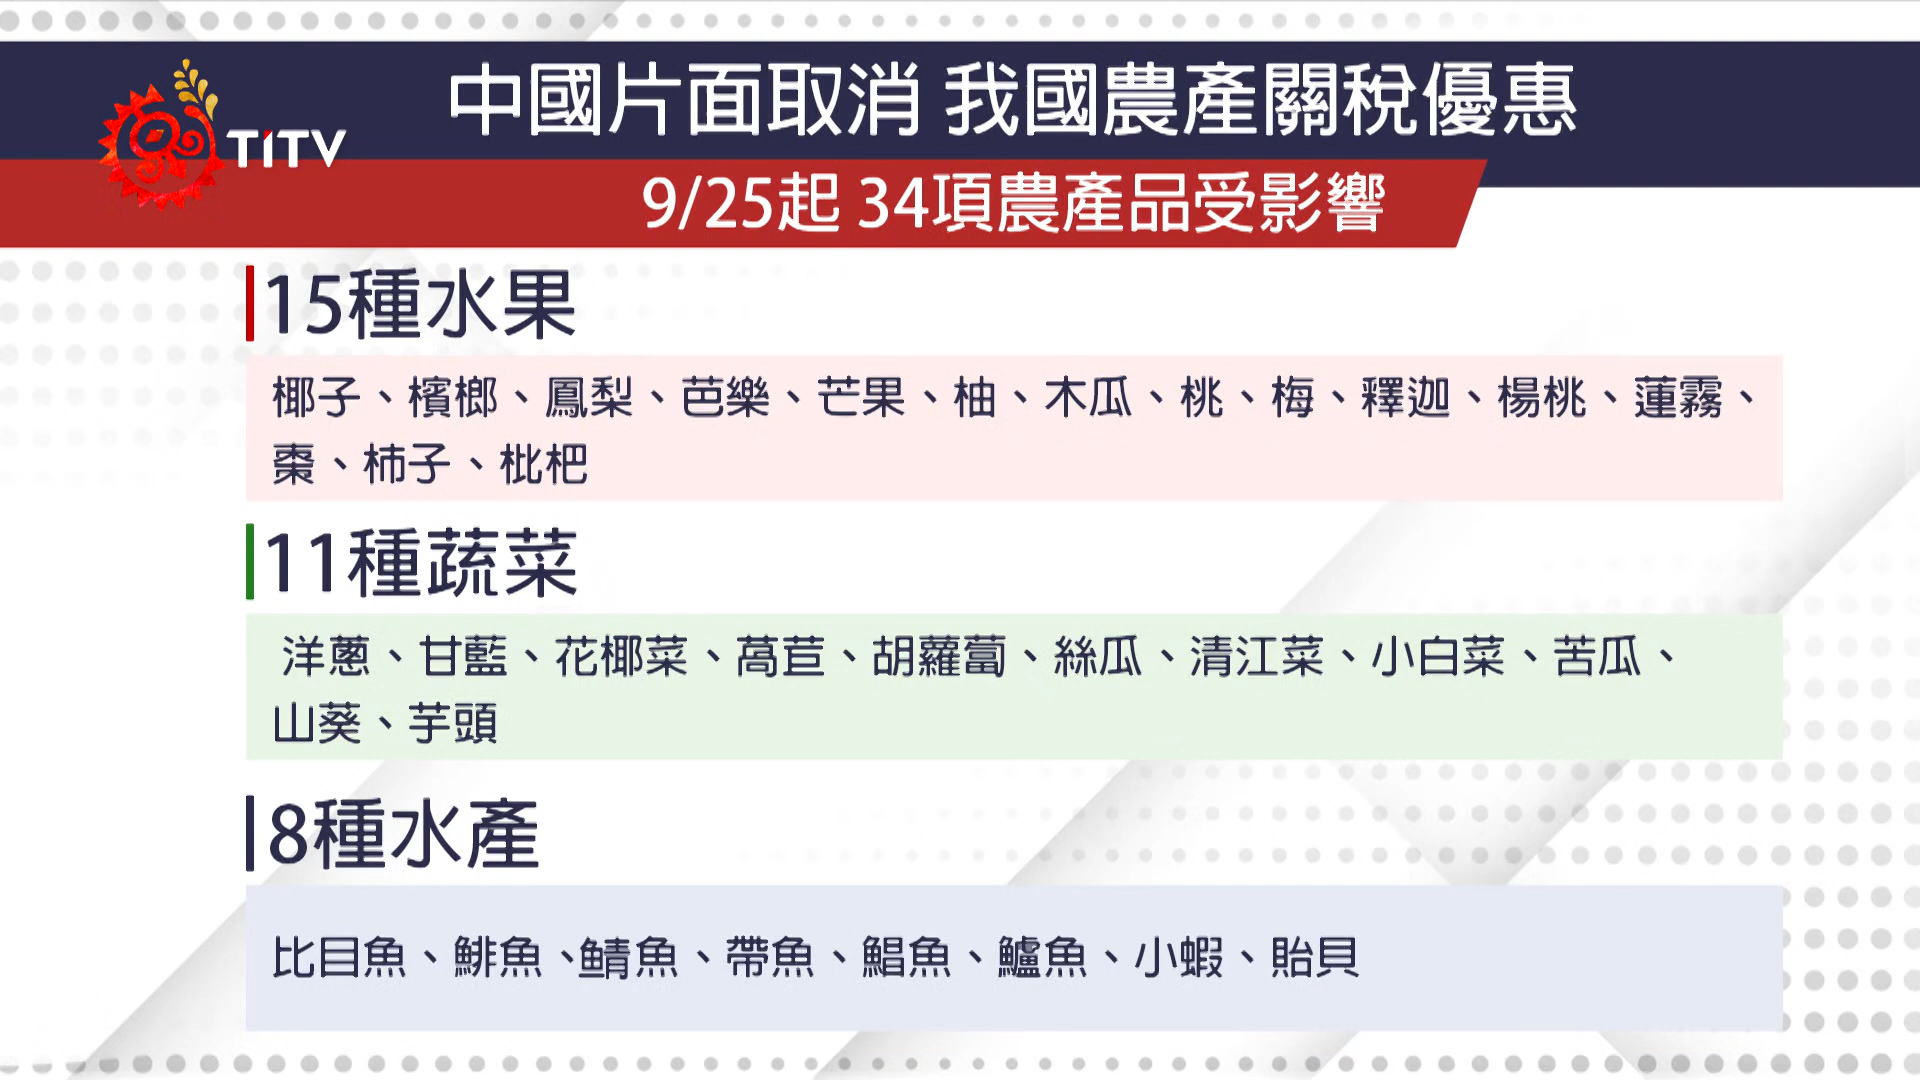 TITV
中國片面取消 我國農產關稅優惠
9/25起 34項農產品受影響
15種水果
椰子、檳榔、鳳梨、芭樂、芒果、柚、木瓜、桃、梅、釋迦、楊桃、蓮霧、
棗、柿子、枇杷
11種蔬菜
洋蔥、甘藍、花椰菜、萵苣、胡蘿蔔、絲瓜、清江菜、小白菜、苦瓜、
山葵、芋頭
8種水產
比目魚、鯡魚、鯖魚、帶魚、鯧魚、鱸魚、小蝦、貽貝